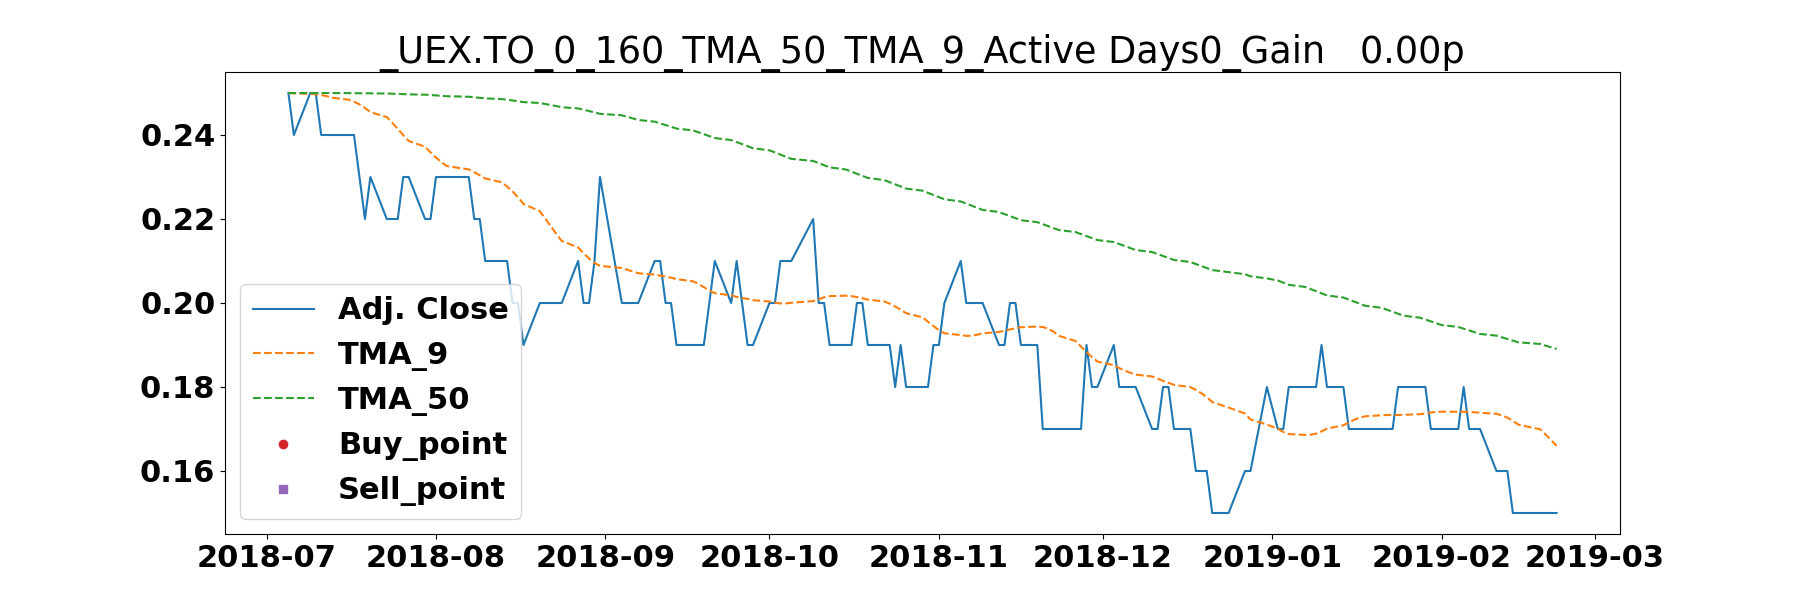 _UEX.TO_0_160_TMA_50_TMA_9_Active Days0_Gain   0.00p
0.24
0.22
0.20
0.18
0.16
Adj. Close
TMA_9
TMA_50
Buy_point
Sell_point
2018-07 2018-08 2018-09 2018-10 2018-11 2018-12 2019-01 2019-02 2019-03